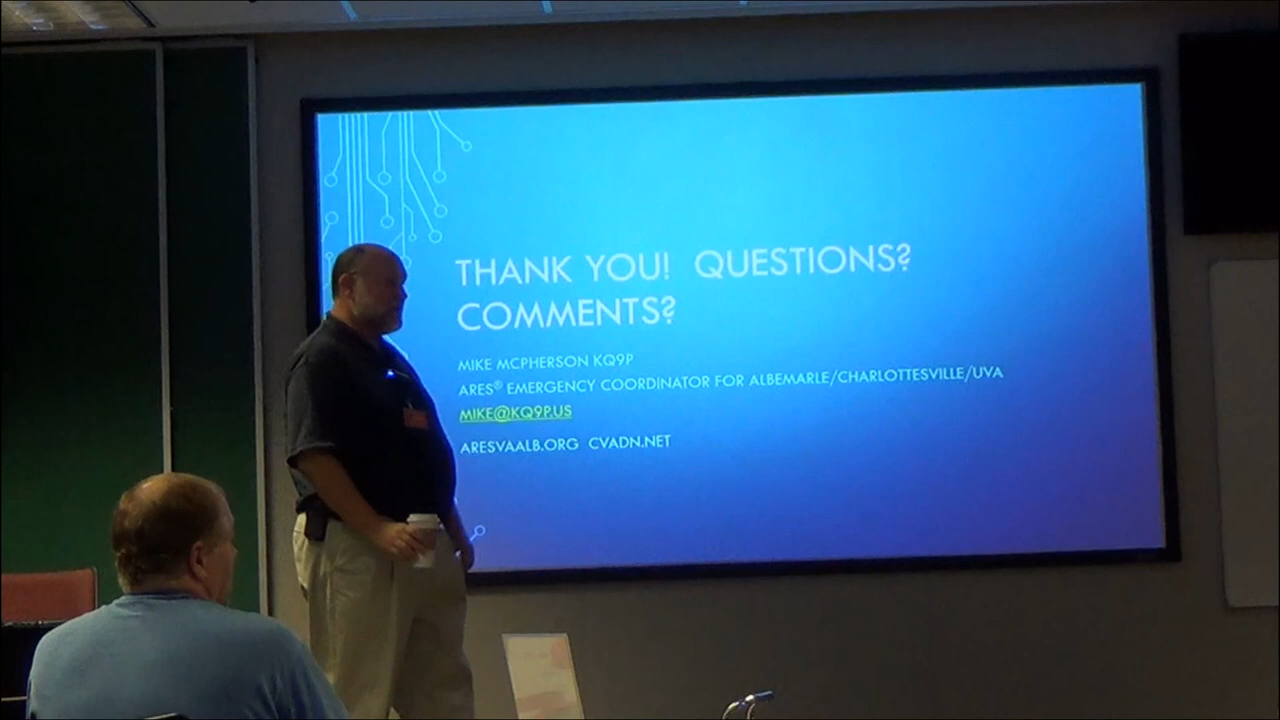 THANK YOU!  QUESTIONS?
COMMENTS?
MIKE MCPHERSON KQ9P
ARES® EMERGENCY COORDINATOR FOR ALBEMARLE/CHARLOTTESVILLE/UVA
MIKE@KQ9P.US
ARESVAALB.ORG  CVADN.NET